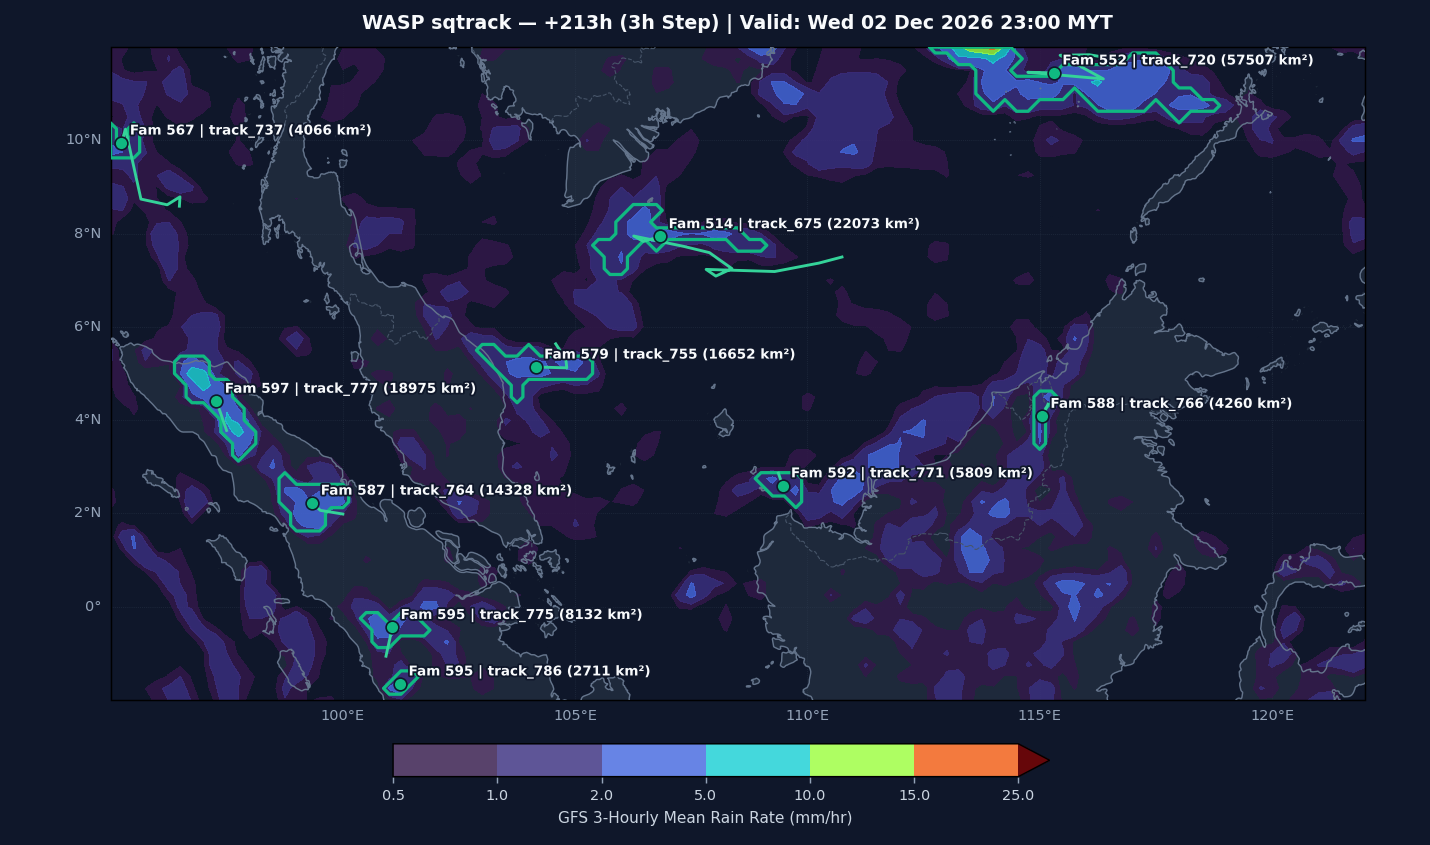 WASP sqtrack — +213h (3h Step) | Valid: Wed 02 Dec 2026 23:00 MYT
Fam 552 | track_720 (57507 km²)
Fam 567 | track_737 (4066 km²)
10°N
Fam 514 | track_675 (22073 km²)
8°N
6°N
Fam 579 | track_755 (16652 km²)
Fam 597 | track_777 (18975 km²)
Fam 588 | track_766 (4260 km²)
4°N
Fam 592 | track_771 (5809 km²)
Fam 587 | track_764 (14328 km²)
2°N
0°
Fam 595 | track_775 (8132 km²)
Fam 595 | track_786 (2711 km²)
100°E 105°E 110°E 115°E 120°E
0.5 1.0 2.0 5.0 10.0 15.0 25.0
GFS 3-Hourly Mean Rain Rate (mm/hr)